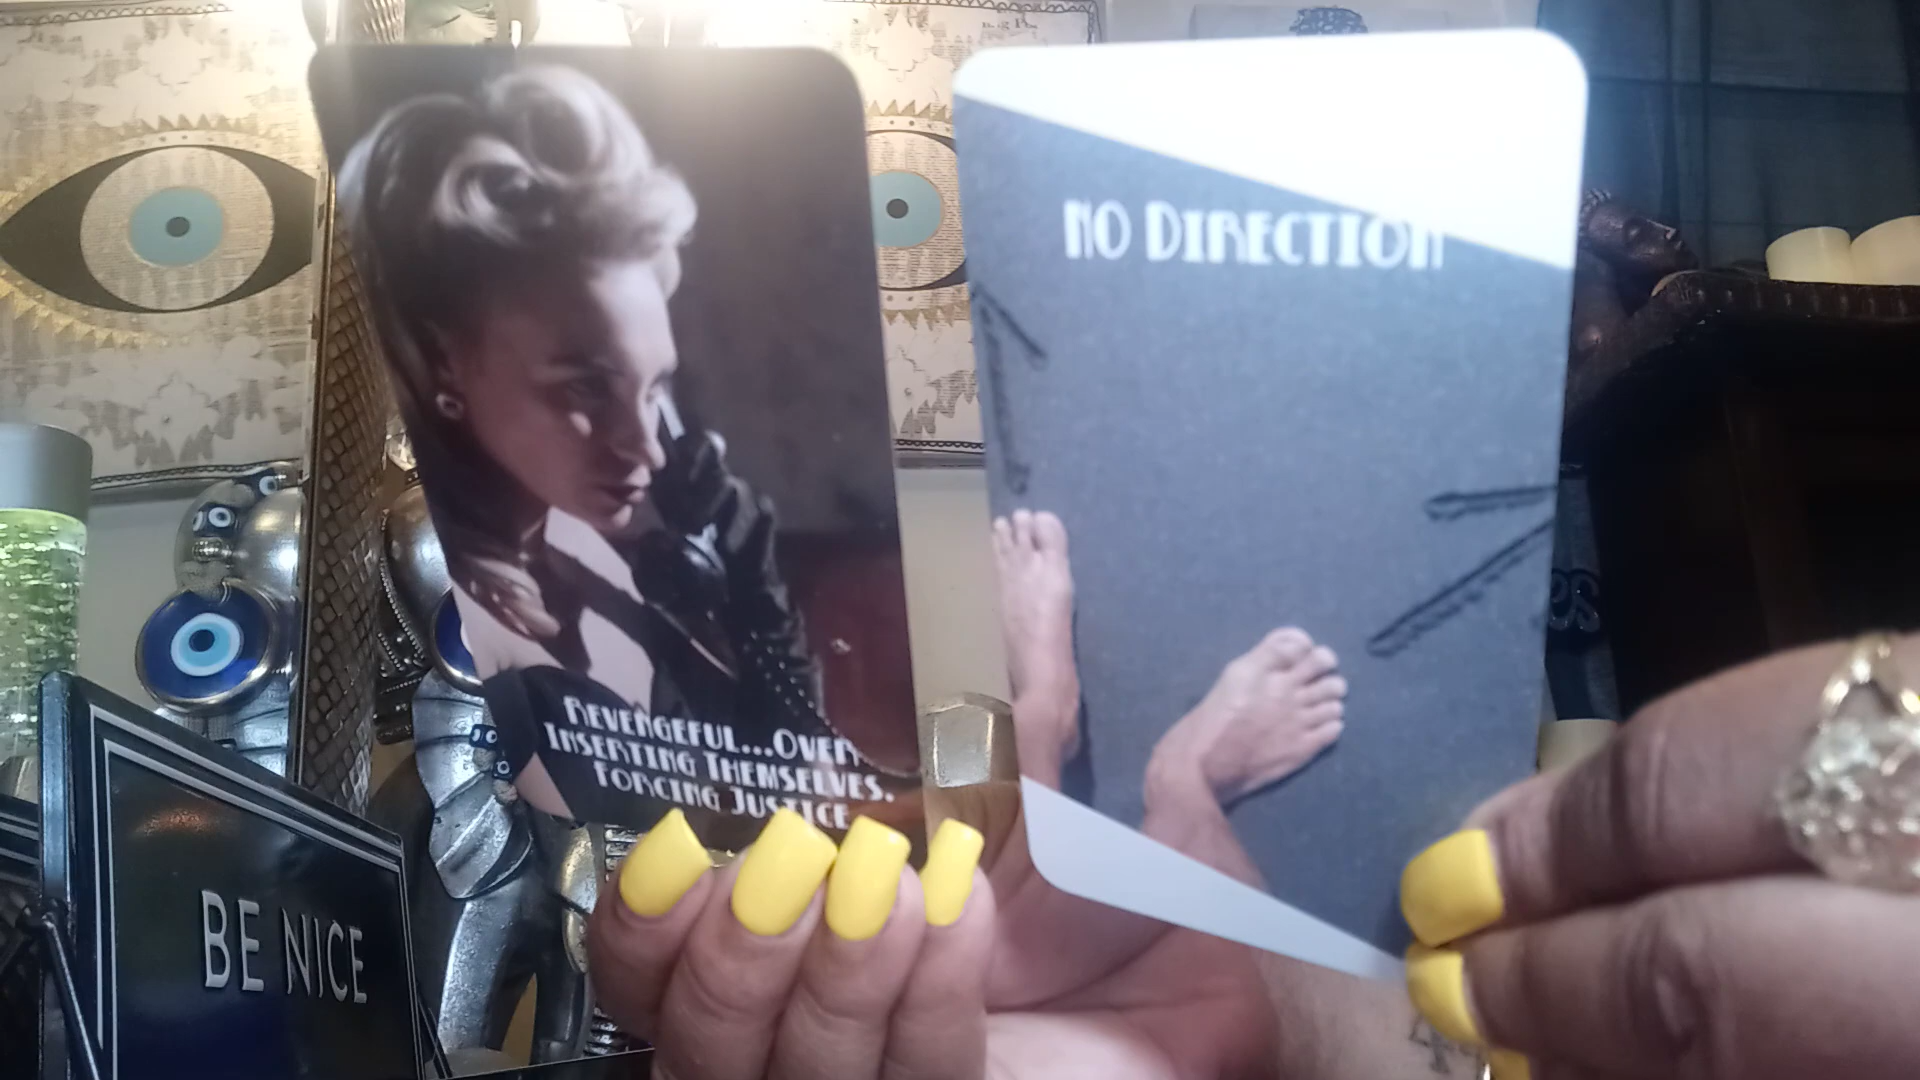 NO DIRECTION
REVENGEFUL...OVER
INSERTING THEMSELVES.
FORCING JUSTICE
BE NICE